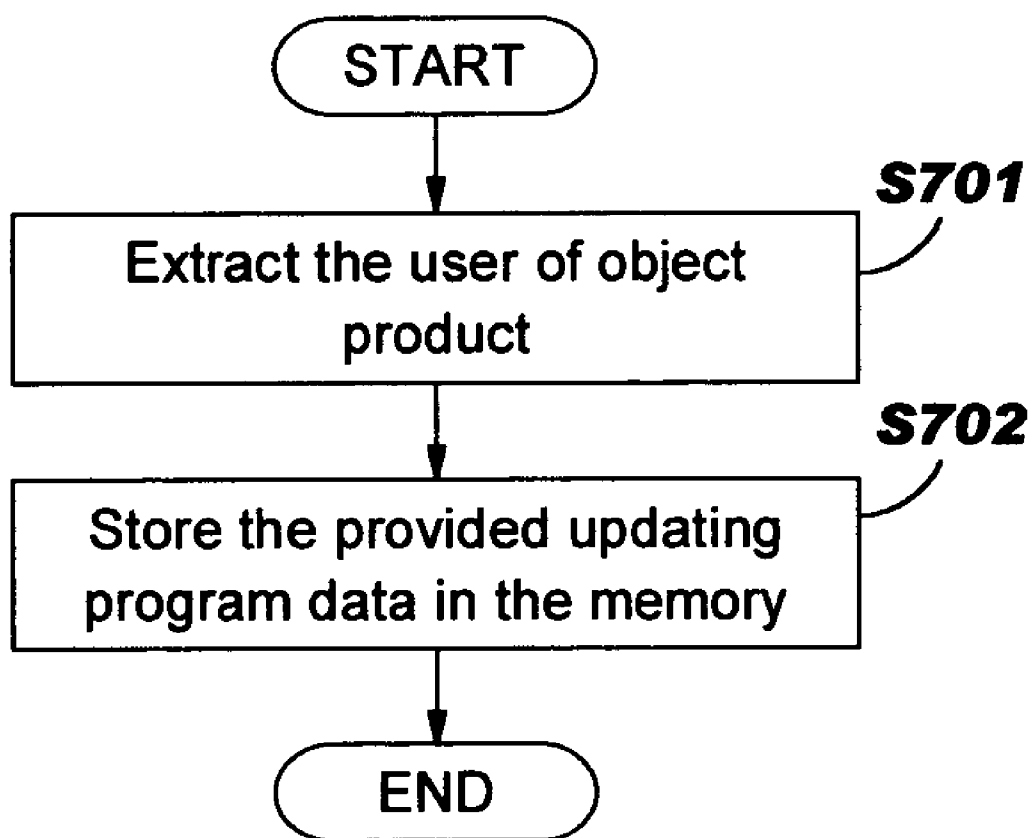 START
S701
Extract the user of object
product
S702
Store the provided updating
program data in the memory
END